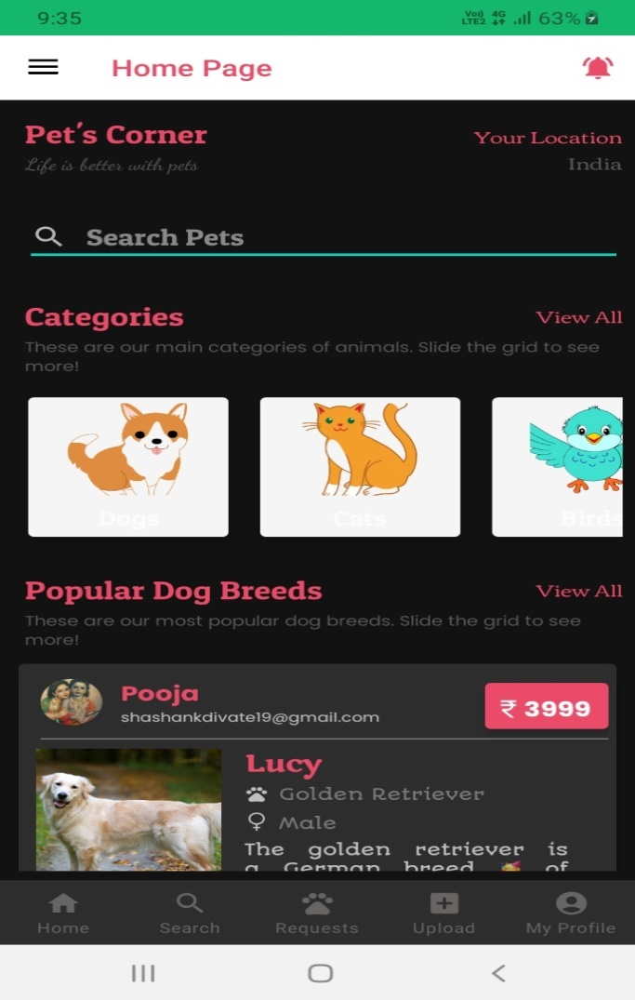 9:35 Vo)) LTE2 4G 63%
Home Page
Pet's Corner
Your Location
Life is better with pets
India
Search Pets
Categories
View All
These are our main categories of animals. Slide the grid to see
more!
Dogs
Cats
Birds
Popular Dog Breeds
View All
These are our most popular dog breeds. Slide the grid to see
more!
Pooja
shashankdivate19@gmail.com
₹ 3999
Lucy
Golden Retriever
Male
The golden retriever is
a German breed 🥳 of
Home
Search
Requests
Upload
My Profile